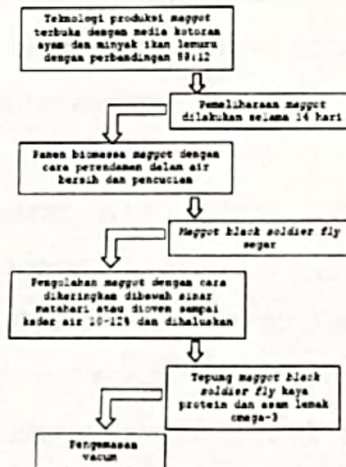 Teknologi produksi maggot
terbuka dengan media kotoran
ayam dan minyak ikan lemuru
dengan perbandingan 88:12
Pemeliharaan maggot
dilakukan selama 14 hari
Panen biomassa maggot dengan
cara perendaman dalam air
bersih dan pencucian
Maggot black soldier fly
segar
Pengolahan maggot dengan cara
dikeringkan dibawah sinar
matahari atau dioven sampai
kadar air 10-12% dan dihaluskan
Tepung maggot black
soldier fly kaya
protein dan asam lemak
omega-3
Pengemasan
vacum